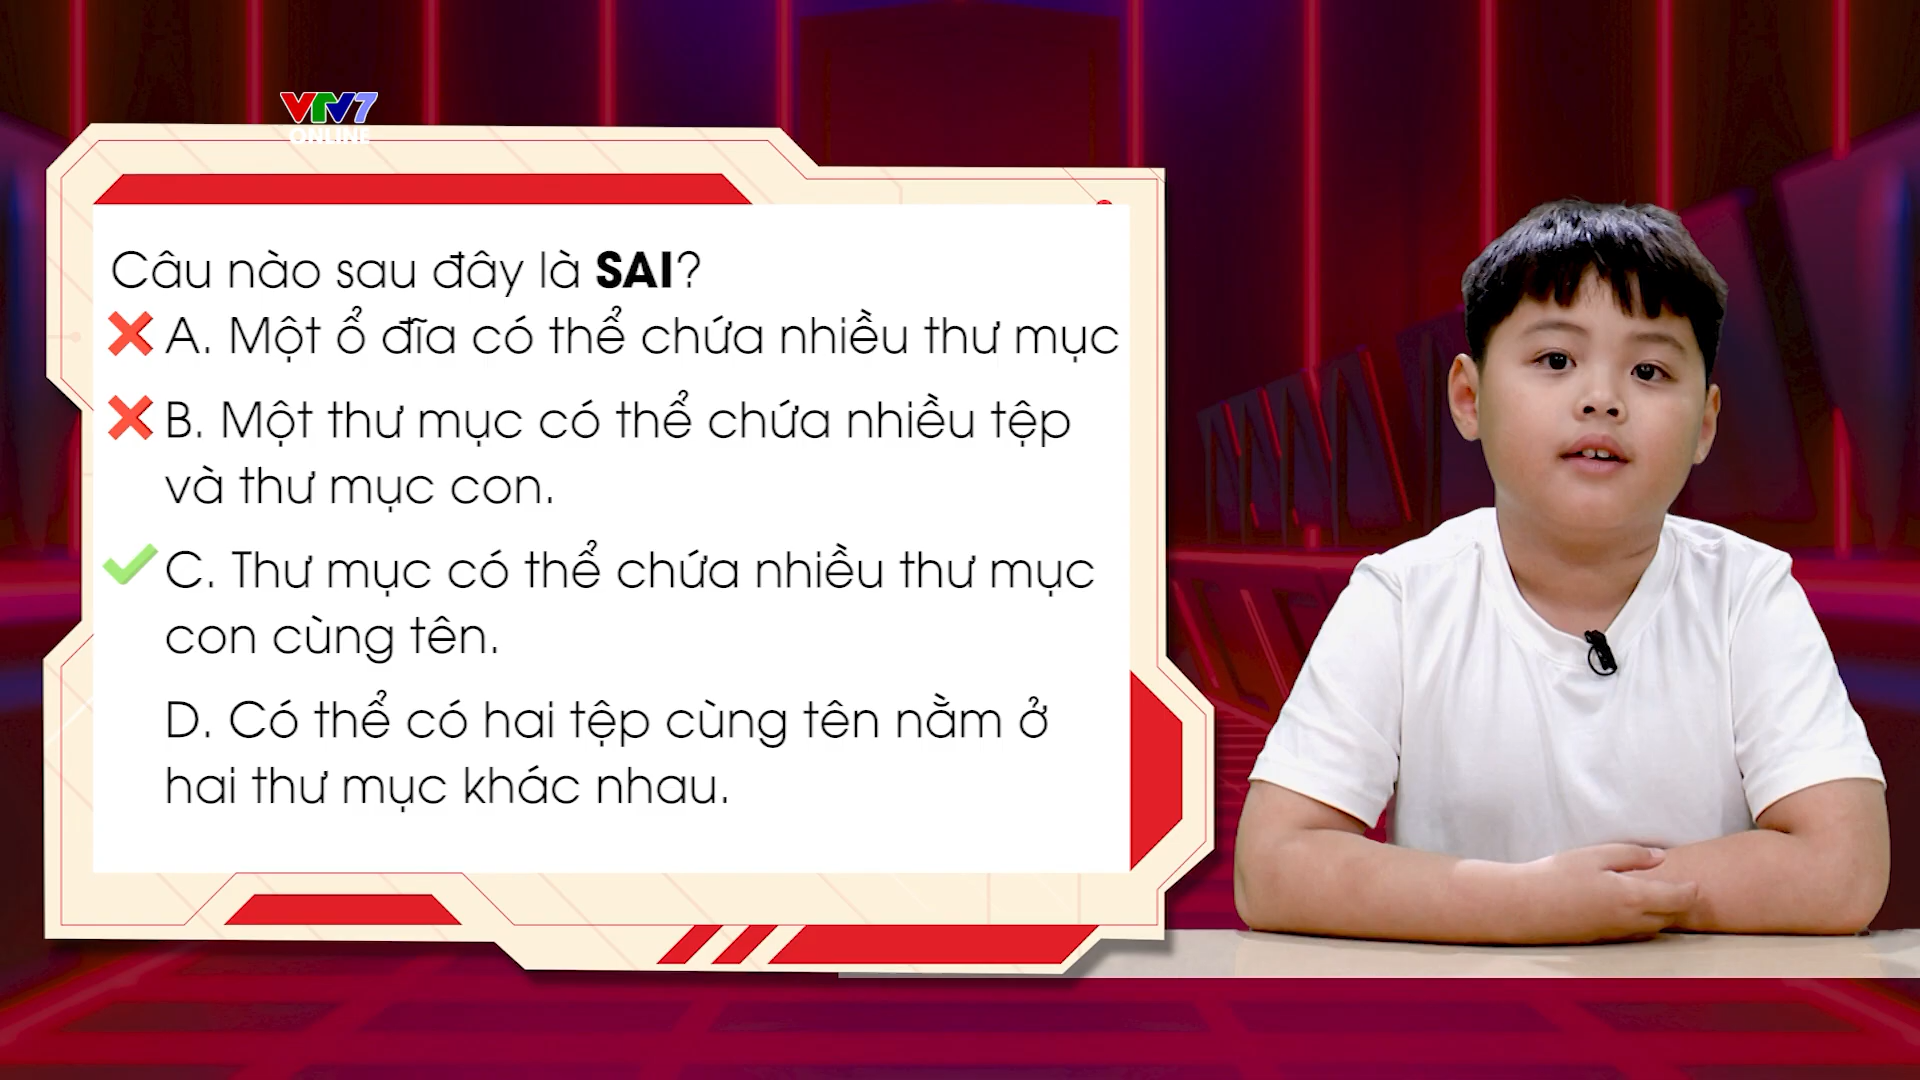 VTV7
ONLINE
Câu nào sau đây là SAI?
A. Một ổ đĩa có thể chứa nhiều thư mục
B. Một thư mục có thể chứa nhiều tệp
và thư mục con.
C. Thư mục có thể chứa nhiều thư mục
con cùng tên.
D. Có thể có hai tệp cùng tên nằm ở
hai thư mục khác nhau.